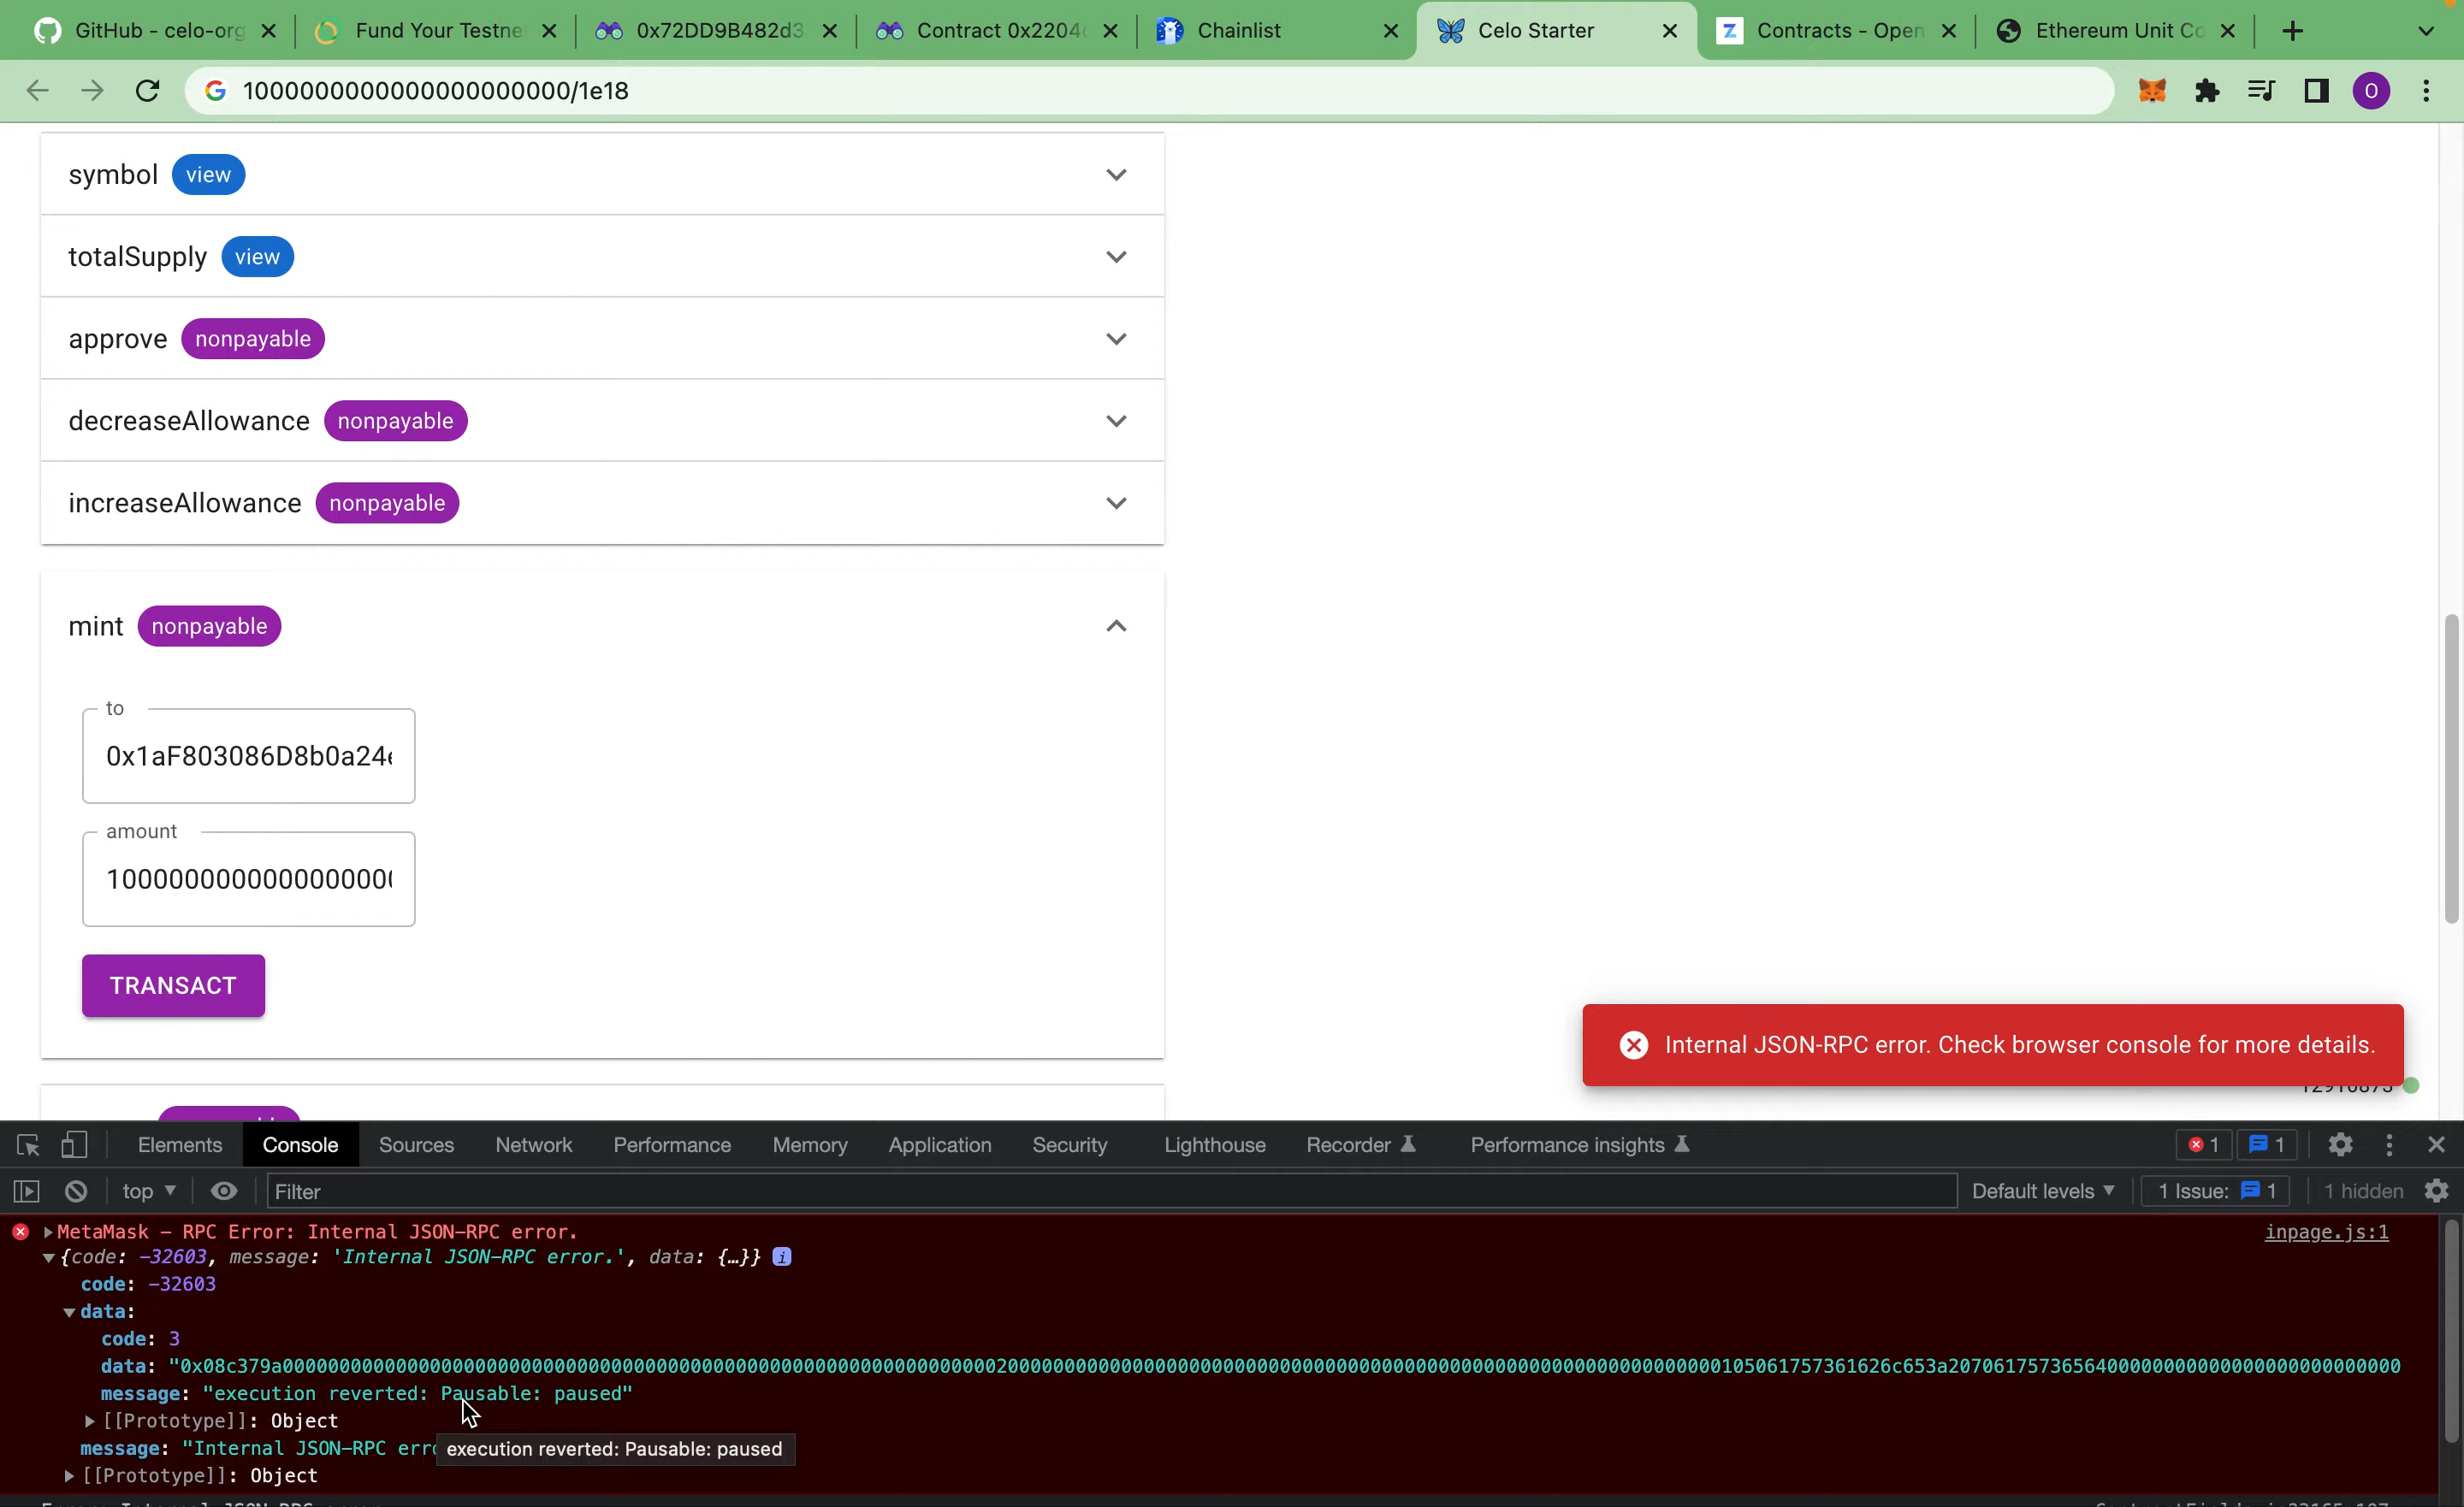 GitHub - celo-org
Fund Your Testne
0x72DD9B482d3
Contract 0x2204
Chainlist
Celo Starter
Contracts - Open
Ethereum Unit Co
1000000000000000000000/1e18
O
symbol view
totalSupply view
approve nonpayable
decreaseAllowance nonpayable
increaseAllowance nonpayable
mint nonpayable
to
0x1aF803086D8b0a24
amount
TRANSACT
Internal JSON-RPC error. Check browser console for more details.
Elements Console Sources Network Performance Memory Application Security Lighthouse Recorder Performance insights 1 1
top Filter Default levels 1 Issue: 1 1 hidden
MetaMask - RPC Error: Internal JSON-RPC error. inpage.js:1
{code: -32603, message: 'Internal JSON-RPC error.', data: {…}} i
code: -32603
data:
code: 3
data:
message: "execution reverted: Pausable: paused"
[[Prototype]]: Object
message: "Internal JSON-RPC erro
execution reverted: Pausable: paused
[[Prototype]]: Object